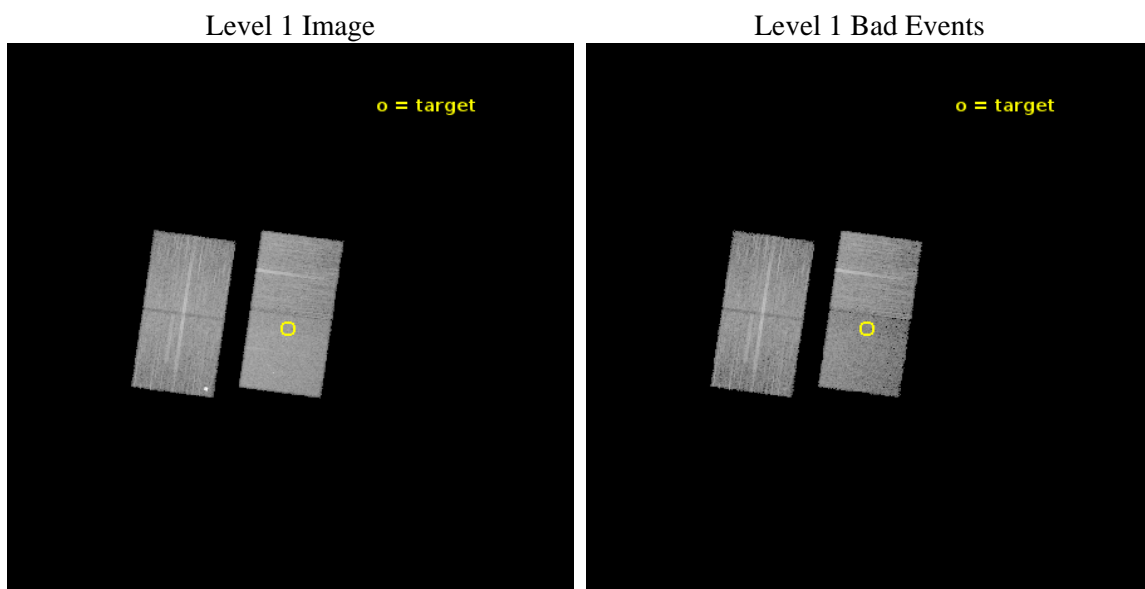 Level 1 Image
Level 1 Bad Events
o = target
o = target